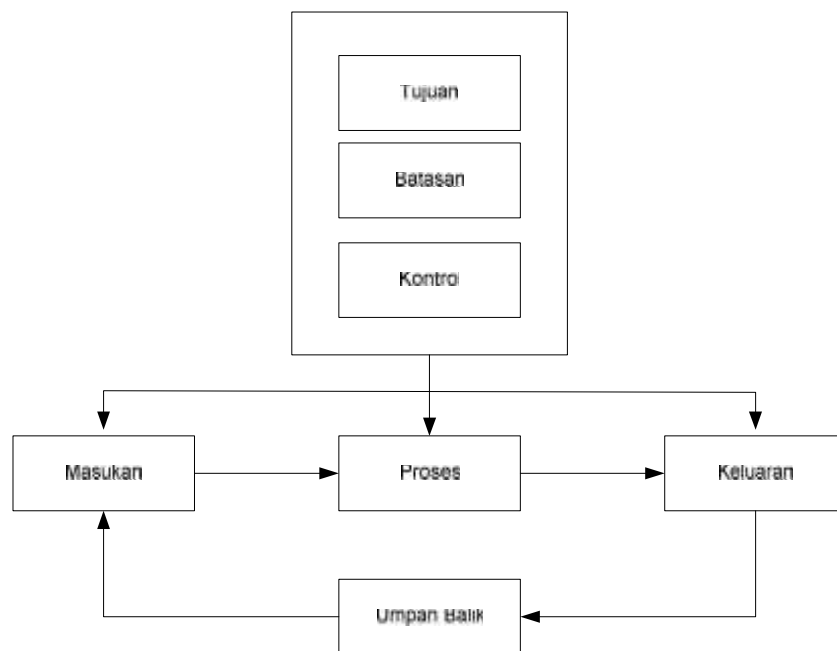 Tujuan
Batasan
Kontrol
Masukan
Proses
Keluaran
Umpan Balik